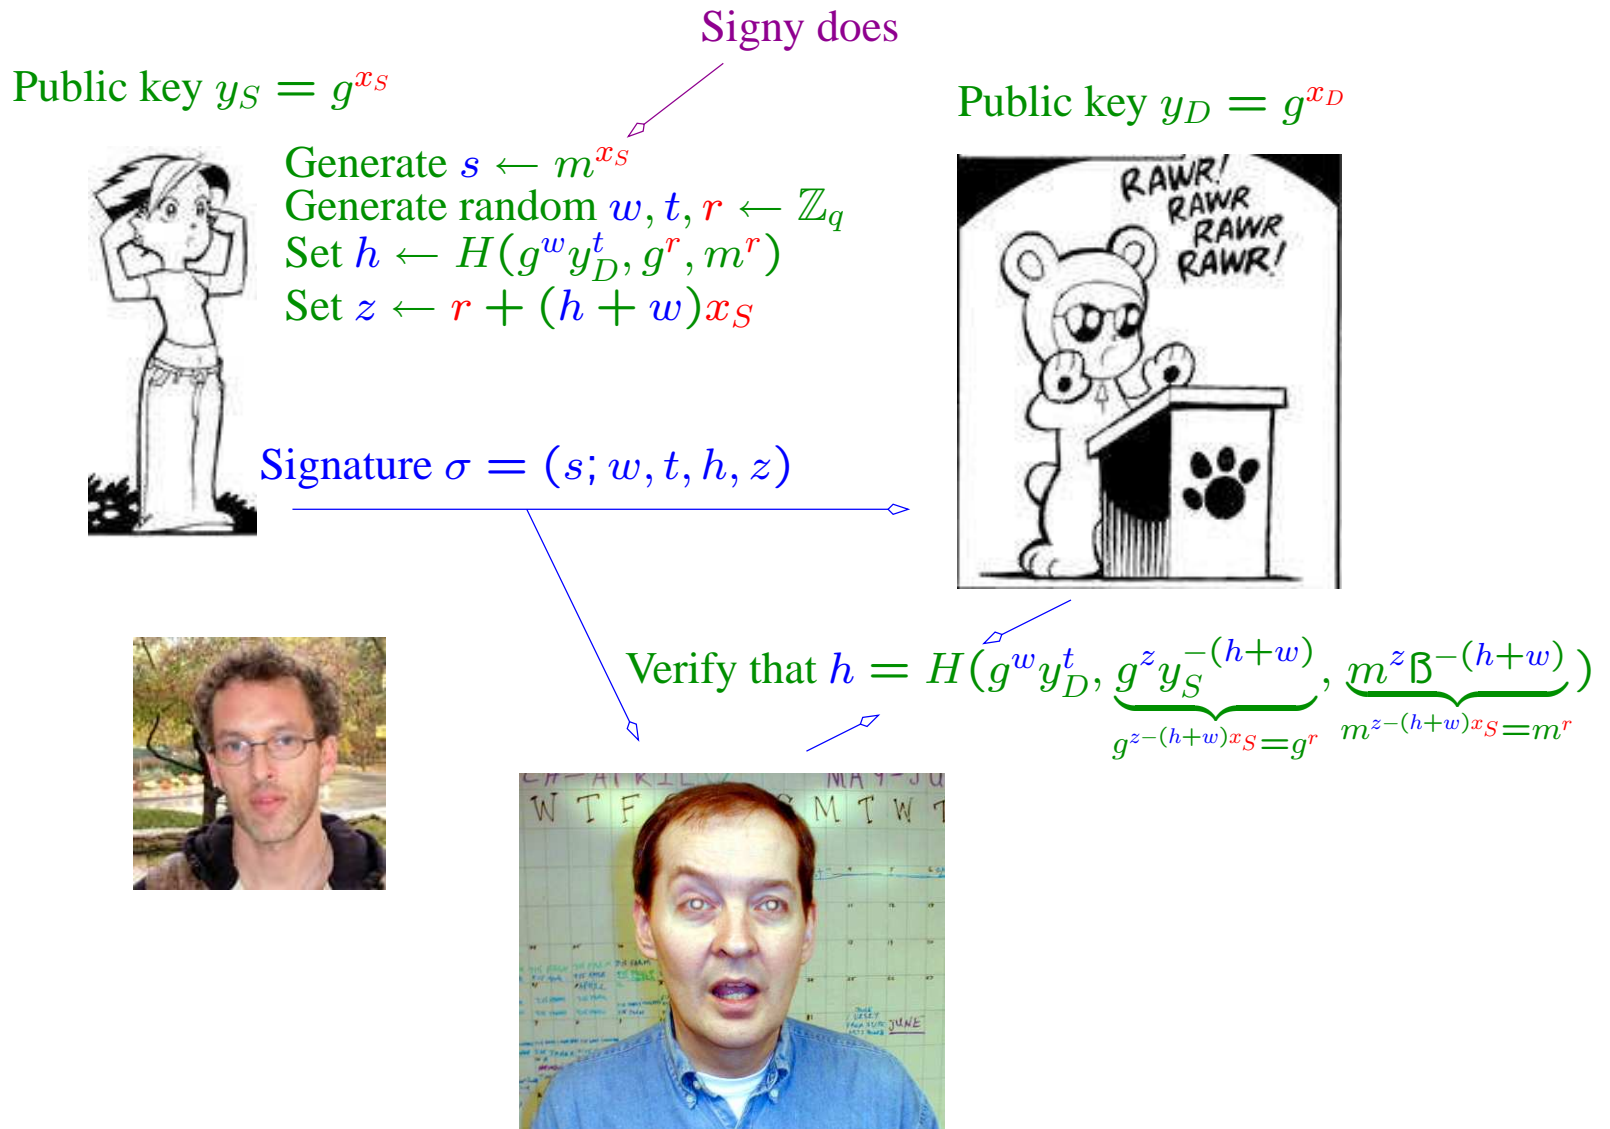 Signy does
Public key y_S = g^{x_S}
Public key y_D = g^{x_D}
Generate s ← m^{x_S}
Generate random w, t, r ← ℤ_q
Set h ← H(g^w y_D^t, g^r, m^r)
Set z ← r + (h + w)x_S
RAWR!
RAWR
RAWR
RAWR!
Signature σ = (s; w, t, h, z)
Verify that h = H(g^w y_D^t, g^z y_S^{-(h+w)}, m^z ß^{-(h+w)})
g^{z-(h+w)x_S}=g^r
m^{z-(h+w)x_S}=m^r
W T F M T W
JUNE